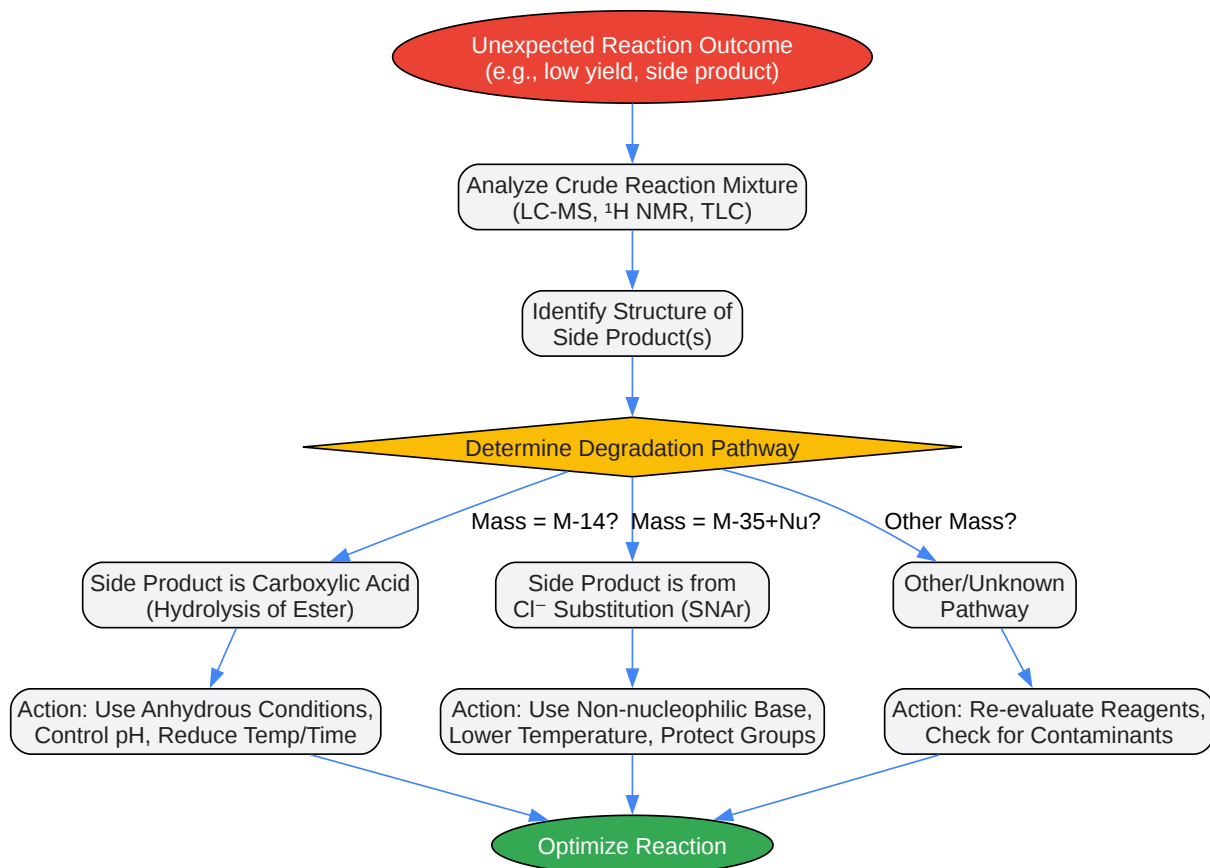 Unexpected Reaction Outcome
(e.g., low yield, side product)
Analyze Crude Reaction Mixture
(LC-MS, ¹H NMR, TLC)
Identify Structure of
Side Product(s)
Determine Degradation Pathway
Mass = M-14?
Mass = M-35+Nu?
Other Mass?
Side Product is Carboxylic Acid
(Hydrolysis of Ester)
Side Product is from
Cl⁻ Substitution (SNAr)
Other/Unknown
Pathway
Action: Use Anhydrous Conditions,
Control pH, Reduce Temp/Time
Action: Use Non-nucleophilic Base,
Lower Temperature, Protect Groups
Action: Re-evaluate Reagents,
Check for Contaminants
Optimize Reaction